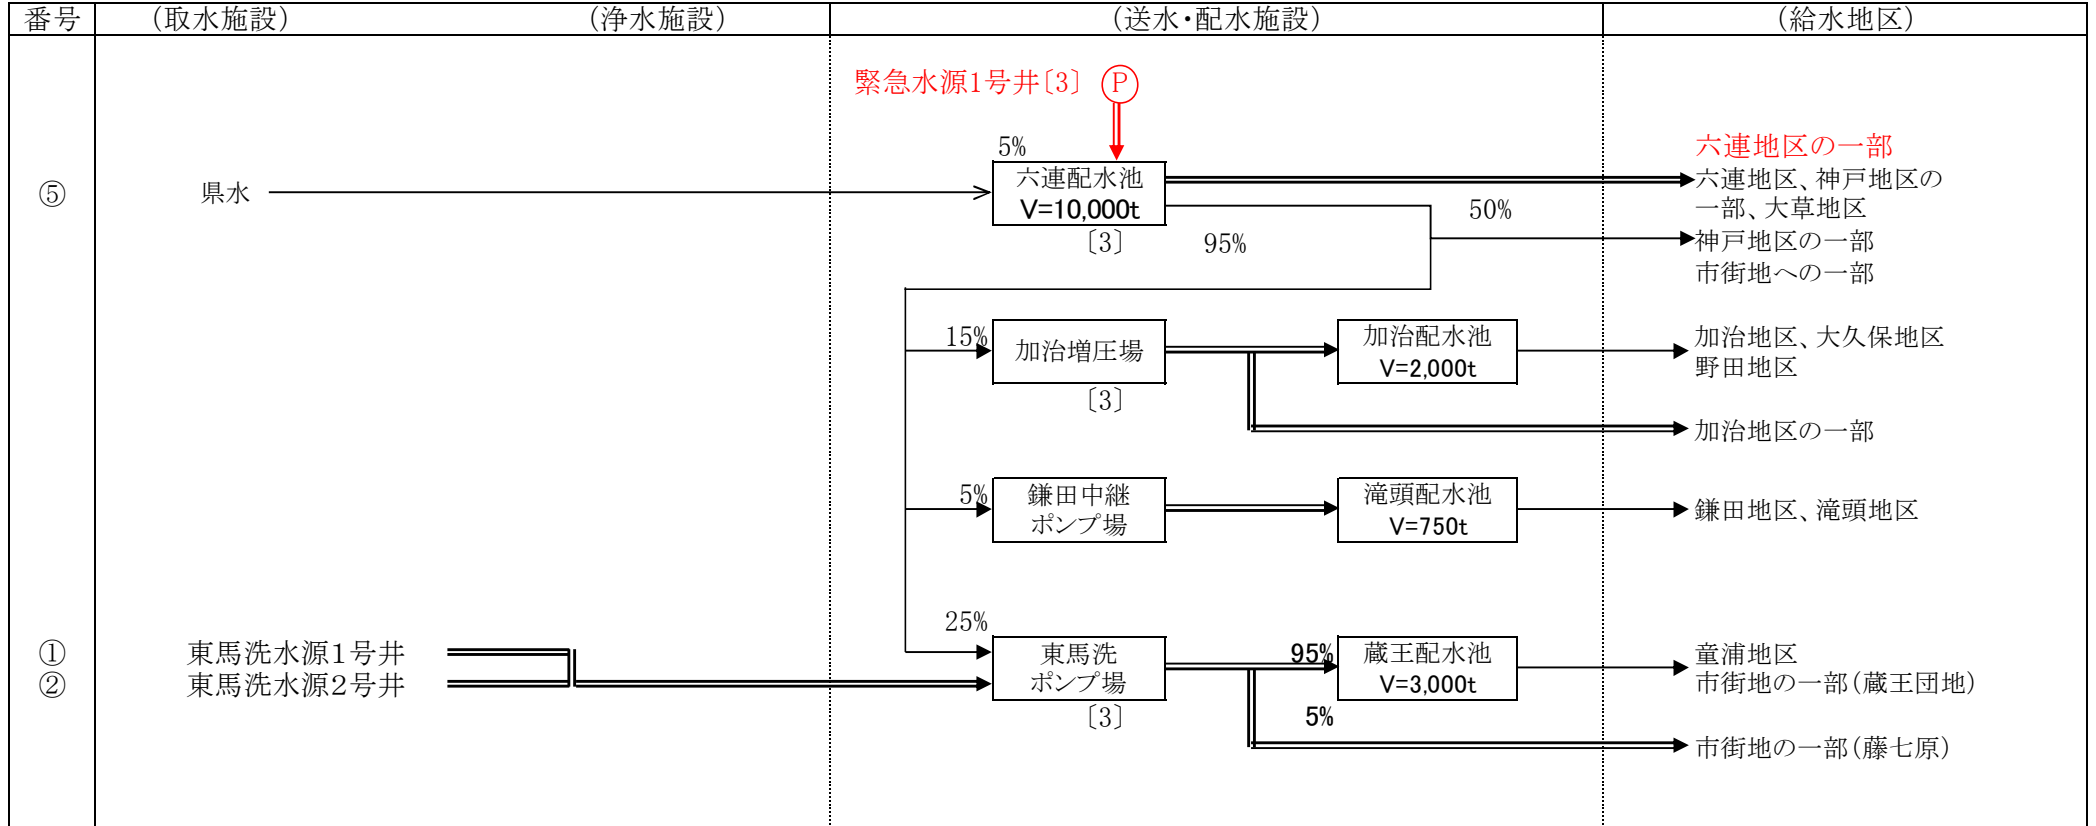 番号 (取水施設) (浄水施設) (送水・配水施設) (給水地区)
緊急水源1号井〔3〕 P
5%
六連地区の一部
⑤ 県水 六連配水池 六連地区、神戸地区の
V=10,000t 一部、大草地区
50%
〔3〕 95% 神戸地区の一部
市街地への一部
15% 加治増圧場 加治配水池 加治地区、大久保地区
V=2,000t 野田地区
〔3〕
加治地区の一部
5% 鎌田中継 滝頭配水池 鎌田地区、滝頭地区
ポンプ場 V=750t
25%
① 東馬洗水源1号井 東馬洗 95% 蔵王配水池 童浦地区
② 東馬洗水源2号井 ポンプ場 V=3,000t 市街地の一部(蔵王団地)
〔3〕 5%
市街地の一部(藤七原)